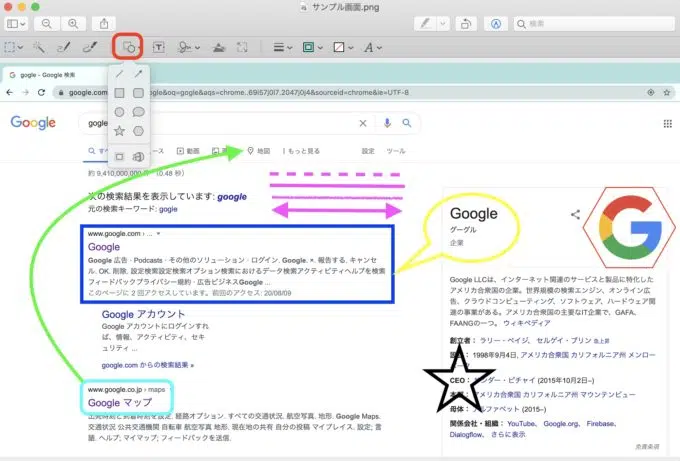 サンプル画面.png
検索
gogle - Google 検索
google.com
gle&oq=gogle&aqs=chrome..69i57j0l7.2047j0j4&sourceid=chrome&ie=UTF-8
Google
gogle
すべ
ース
動画
地図
もっと見る
設定
ツール
約 9,410,000,000 件 (0.48 秒)
次の検索結果を表示しています: google
元の検索キーワード: gogle
www.google.com › ...
Google
Google 広告 · Podcasts · その他のソリューション · ログイン. Google. ×. 報告する, キャン
セル. OK. 削除. 設定検索設定検索オプション検索におけるデータ検索アクティビティヘルプを検索
フィードバックプライバシー規約 · 広告ビジネスGoogle ...
このページに 2 回アクセスしています。前回のアクセス: 20/08/09
Google アカウント
Google アカウントにログインすれ
ば、情報、アクティビティ、セキ
ュリティ ...
google.com からの検索結果 »
www.google.co.jp › maps
Google マップ
出発時刻と到着時刻を設定. 経路オプション. すべての交通状況. 航空写真. 地形. Google Maps.
交通状況 公共交通機関 自転車 航空写真 地形. 現在地の共有 自分の投稿 マイプレイス. 設定; 言
語. ヘルプ; マイマップ; フィードバックを送信.
Google
グーグル
企業
Google LLCは、インターネット関連のサービスと製品に特化した
アメリカ合衆国の企業。世界規模の検索エンジン、オンライン広
告、クラウドコンピューティング、ソフトウェア、ハードウェア関
連の事業がある。アメリカ合衆国の主要なIT企業で、GAFA、
FAANGの一つ。 ウィキペディア
創立者: ラリー・ペイジ、 セルゲイ・ブリン
1998年9月4日, アメリカ合衆国 カリフォルニア州 メンロー
CEO: ンダー・ピチャイ (2015年10月2日–)
アメリカ合衆国 カリフォルニア州 マウンテンビュー
母体: ルファベット (2015–)
関係会社・組織: YouTube、 Google.org、 Firebase、
Dialogflow、 さらに表示